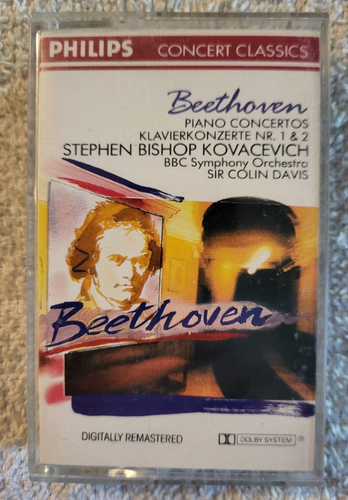 PHILIPS CONCERT CLASSICS
Beethoven
PIANO CONCERTOS
KLAVIERKONZERTE NR. 1 & 2
STEPHEN BISHOP KOVACEVICH
BBC Symphony Orchestra
SIR COLIN DAVIS
Beethoven
DIGITALLY REMASTERED
DOLBY SYSTEM ®